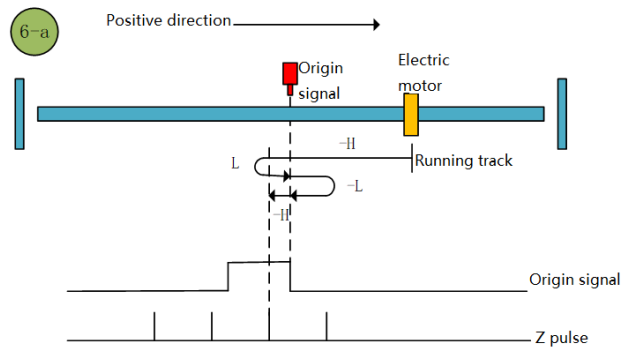 6-a
Positive direction
Origin
signal
Electric
motor
-H
Running track
L
-L
-H
Origin signal
Z pulse